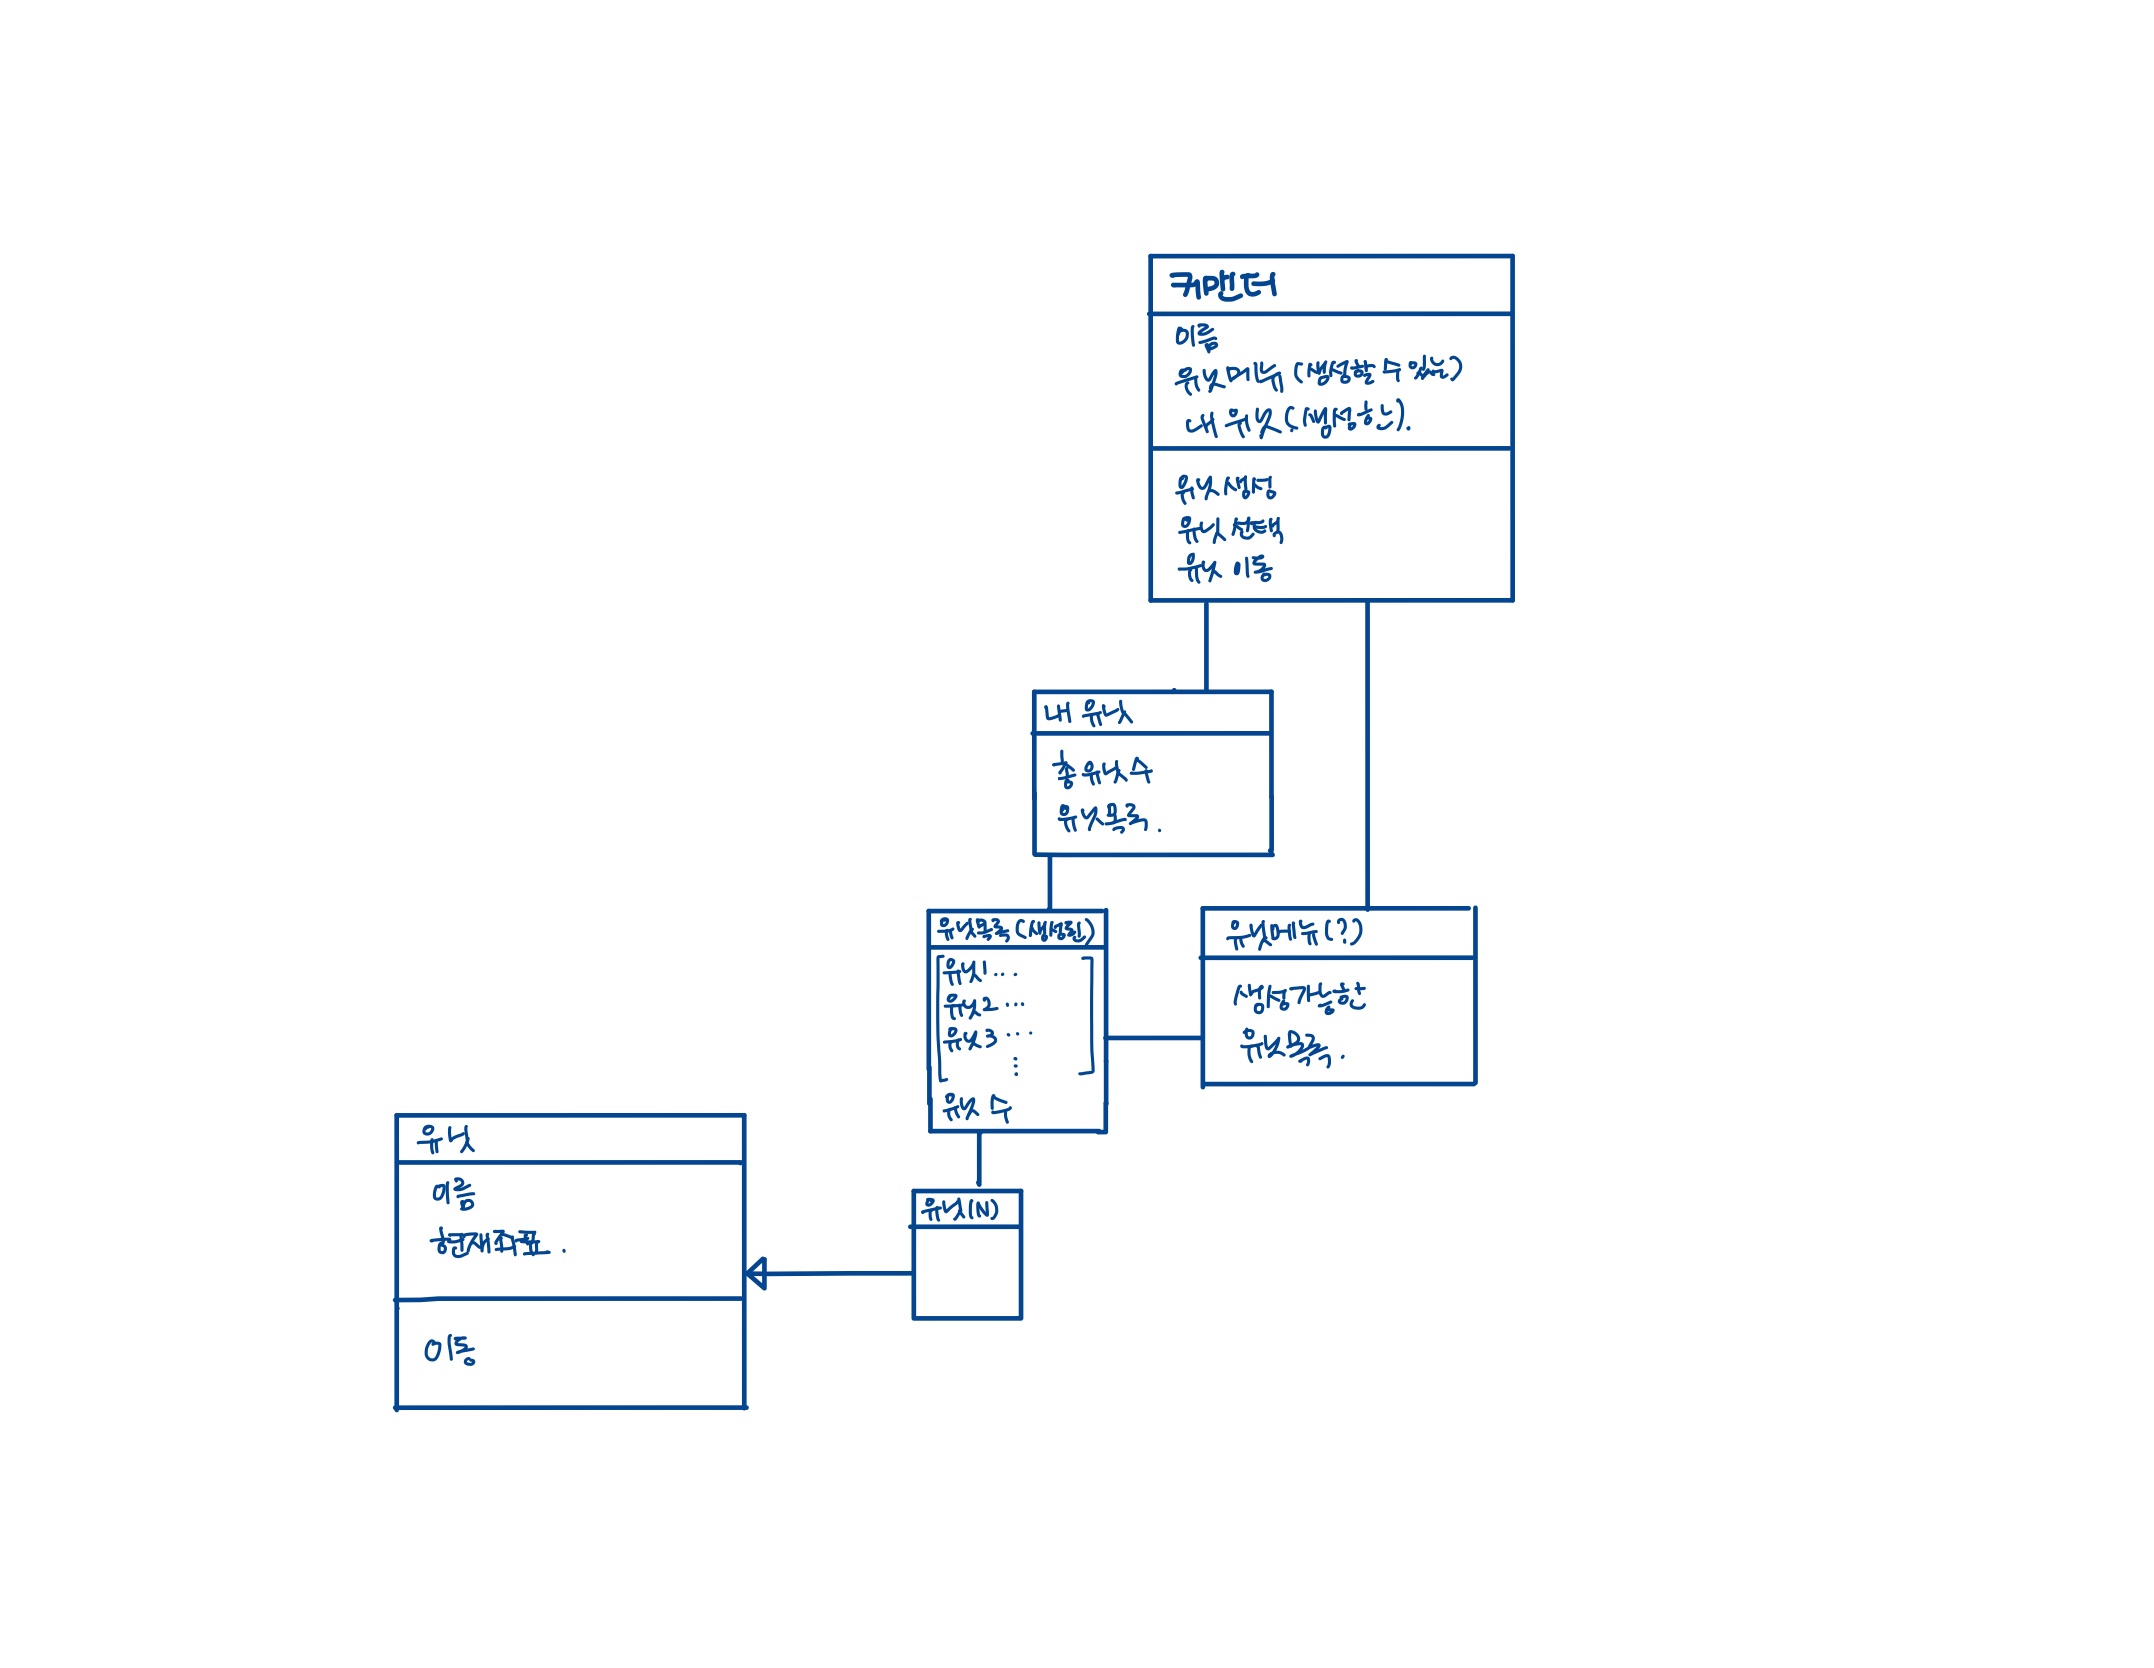 커맨더
이름
유닛메뉴 (생성할 수 있는)
내 유닛 (생성한).
유닛 생성
유닛 선택
유닛 이동
내 유닛
총 유닛 수
유닛목록.
유닛목록 (생성된)
유닛1 ...
유닛2 ...
유닛3 ...
⋮
유닛 수
유닛메뉴(?)
생성가능한
유닛목록.
유닛(N)
유닛
이름
현재좌표.
이동